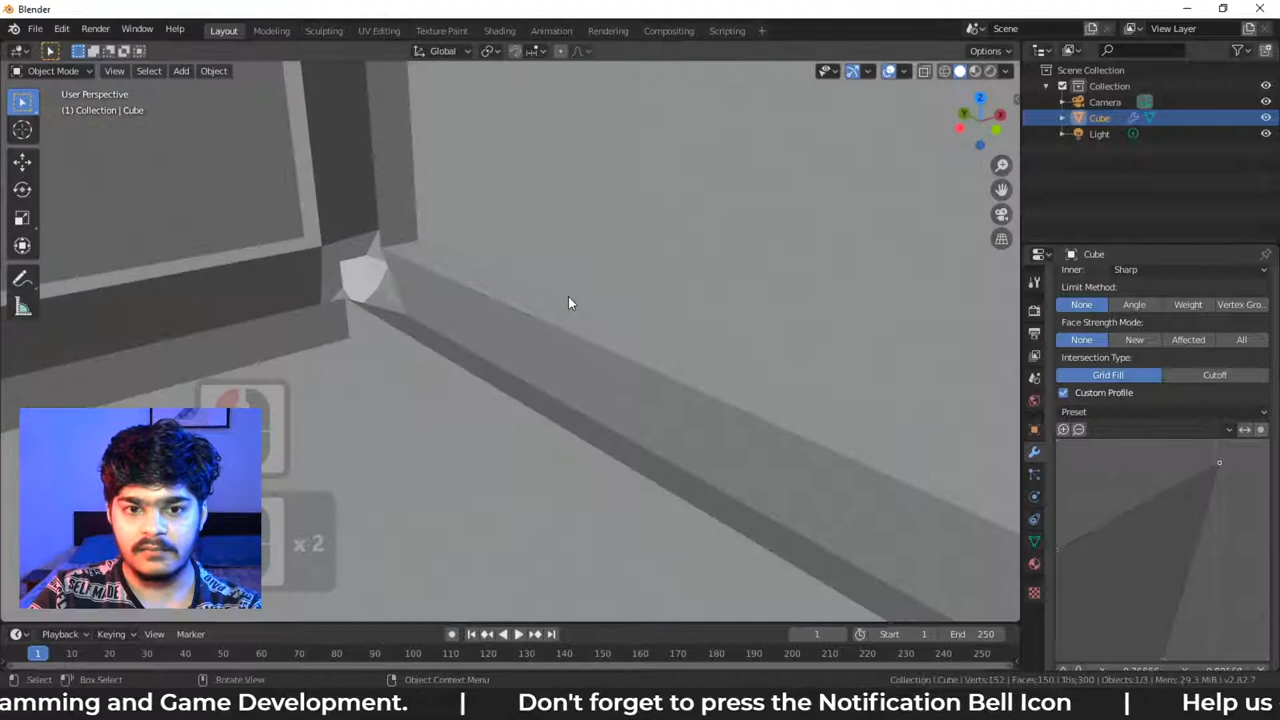 Blender
File Edit Render Window Help Layout Modeling Sculpting UV Editing Texture Paint Shading Animation Rendering Compositing Scripting + Scene View Layer
Global Options
Object Mode View Select Add Object
User Perspective
(1) Collection | Cube
Z
Y X
Scene Collection
Collection
Camera
Cube
Light
Cube
Inner: Sharp
Limit Method:
None Angle Weight Vertex Gro
Face Strength Mode:
None New Affected All
Intersection Type:
Grid Fill Cutoff
Custom Profile
Preset
x 2
Playback Keying View Marker 1 Start 1 End 250
1 10 20 30 40 50 60 70 80 90 100 110 120 130 140 150 160 170 180 190 200 210 220 230 240 250
Select Box Select Rotate View Object Context Menu Collection | Cube | Verts:152 | Faces:150 | Tris:300 | Objects:1/3 | Mem: 29.3 MiB | v2.82.7
amming and Game Development. | Don't forget to press the Notification Bell Icon | Help us